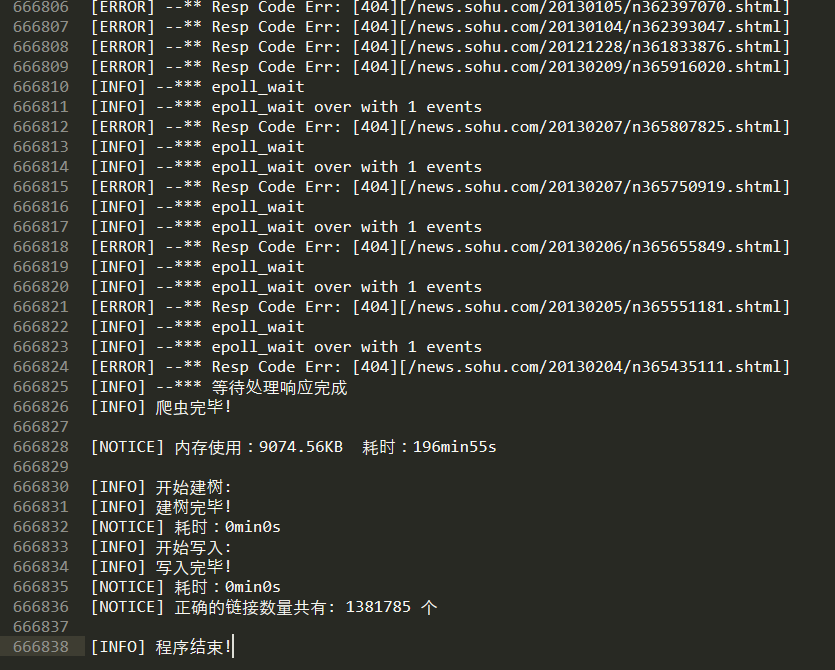 666806 [ERROR] --** Resp Code Err: [404][/news.sohu.com/20130105/n362397070.shtml]
666807 [ERROR] --** Resp Code Err: [404][/news.sohu.com/20130104/n362393047.shtml]
666808 [ERROR] --** Resp Code Err: [404][/news.sohu.com/20121228/n361833876.shtml]
666809 [ERROR] --** Resp Code Err: [404][/news.sohu.com/20130209/n365916020.shtml]
666810 [INFO] --*** epoll_wait
666811 [INFO] --*** epoll_wait over with 1 events
666812 [ERROR] --** Resp Code Err: [404][/news.sohu.com/20130207/n365807825.shtml]
666813 [INFO] --*** epoll_wait
666814 [INFO] --*** epoll_wait over with 1 events
666815 [ERROR] --** Resp Code Err: [404][/news.sohu.com/20130207/n365750919.shtml]
666816 [INFO] --*** epoll_wait
666817 [INFO] --*** epoll_wait over with 1 events
666818 [ERROR] --** Resp Code Err: [404][/news.sohu.com/20130206/n365655849.shtml]
666819 [INFO] --*** epoll_wait
666820 [INFO] --*** epoll_wait over with 1 events
666821 [ERROR] --** Resp Code Err: [404][/news.sohu.com/20130205/n365551181.shtml]
666822 [INFO] --*** epoll_wait
666823 [INFO] --*** epoll_wait over with 1 events
666824 [ERROR] --** Resp Code Err: [404][/news.sohu.com/20130204/n365435111.shtml]
666825 [INFO] --*** 等待处理响应完成
666826 [INFO] 爬虫完毕!
666827
666828 [NOTICE] 内存使用：9074.56KB  耗时：196min55s
666829
666830 [INFO] 开始建树:
666831 [INFO] 建树完毕!
666832 [NOTICE] 耗时：0min0s
666833 [INFO] 开始写入:
666834 [INFO] 写入完毕!
666835 [NOTICE] 耗时：0min0s
666836 [NOTICE] 正确的链接数量共有: 1381785 个
666837
666838 [INFO] 程序结束!